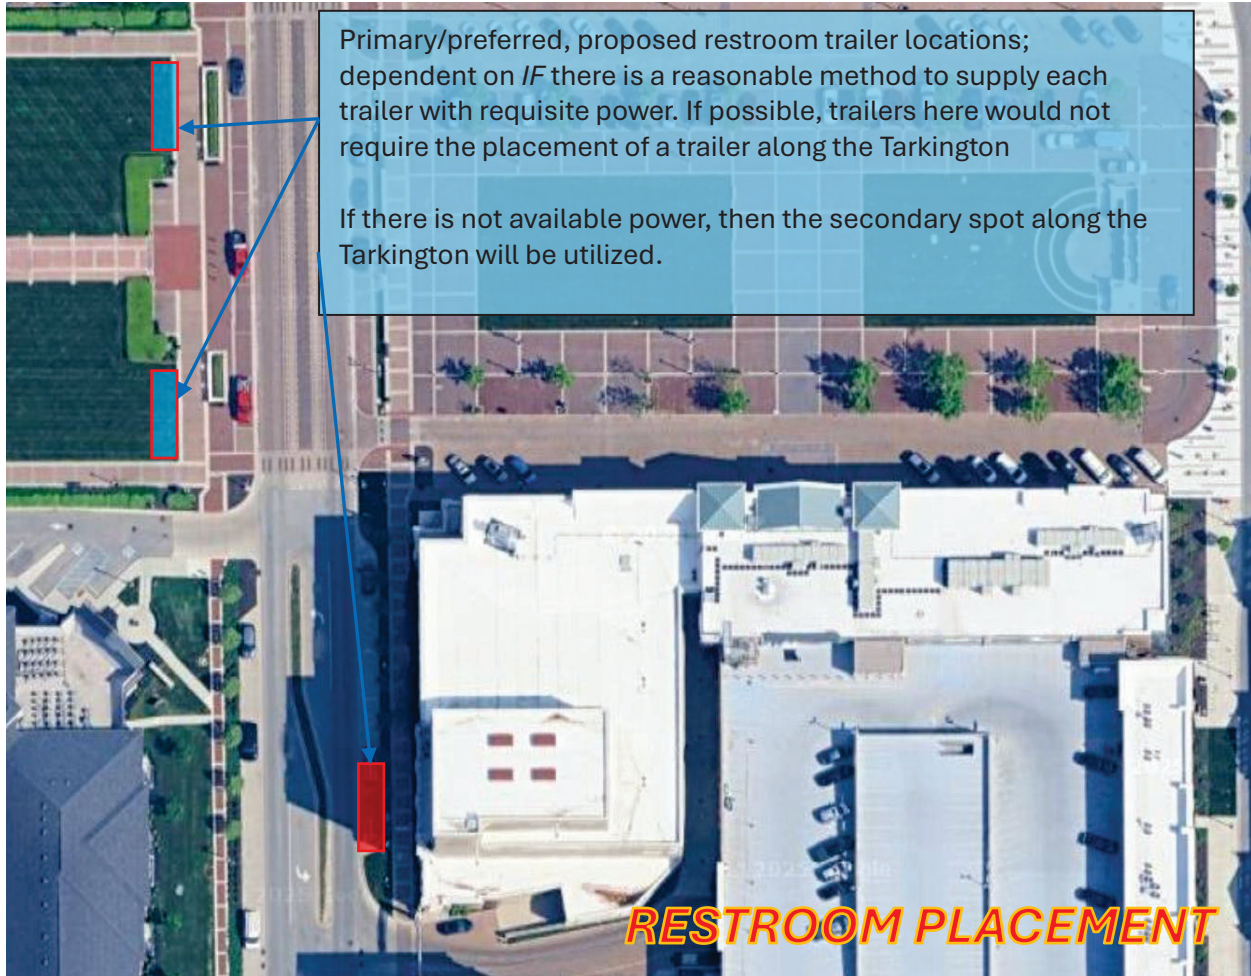 Primary/preferred, proposed restroom trailer locations;
dependent on IF there is a reasonable method to supply each
trailer with requisite power. If possible, trailers here would not
require the placement of a trailer along the Tarkington
If there is not available power, then the secondary spot along the
Tarkington will be utilized.
RESTROOM PLACEMENT